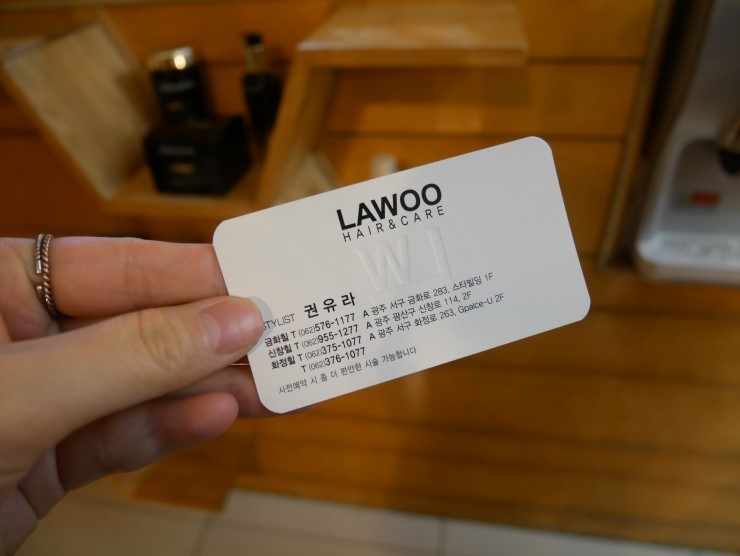 LAWOO
HAIR&CARE
STYLIST 권유라
금화힐 T (062)576-1177 A 광주 서구 금화로 283, 스타빌딩 1F
신창힐 T (062)955-1277 A 광주 광산구 신창로 114, 2F
화정힐 T (062)375-1077 A 광주 서구 화정로 263, Gpalce-U 2F
T (062)376-1077
사전예약 시 좀 더 편안한 시술 가능합니다